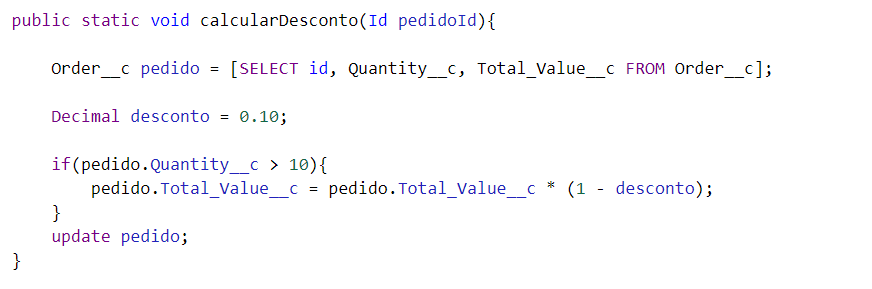 public static void calcularDesconto(Id pedidoId){
Order__c pedido = [SELECT id, Quantity__c, Total_Value__c FROM Order__c];
Decimal desconto = 0.10;
if(pedido.Quantity__c > 10){
pedido.Total_Value__c = pedido.Total_Value__c * (1 - desconto);
}
update pedido;
}